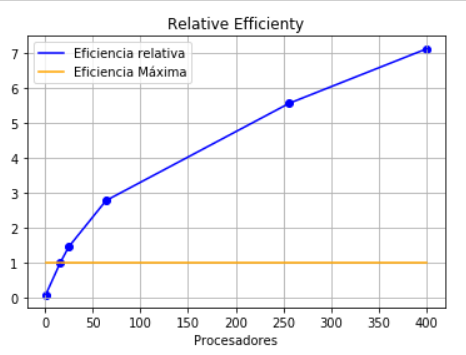 Relative Efficienty
Eficiencia relativa
Eficiencia Máxima
7
6
5
4
3
2
1
0
0 50 100 150 200 250 300 350 400
Procesadores